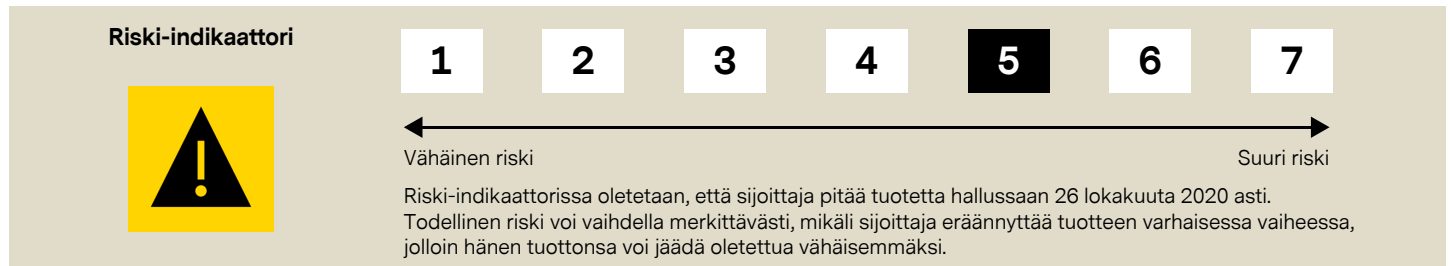 Riski-indikaattori
1 2 3 4 5 6 7
Vähäinen riski Suuri riski
Riski-indikaattorissa oletetaan, että sijoittaja pitää tuotetta hallussaan 26 lokakuuta 2020 asti.
Todellinen riski voi vaihdella merkittävästi, mikäli sijoittaja eräännyttää tuotteen varhaisessa vaiheessa,
jolloin hänen tuottonsa voi jäädä oletettua vähäisemmäksi.